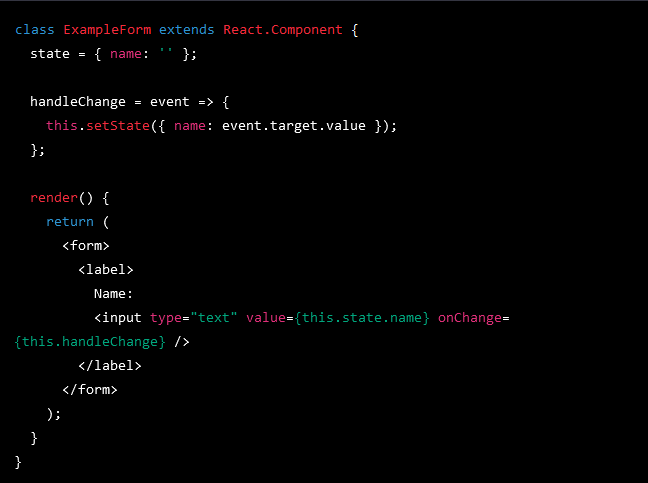 class ExampleForm extends React.Component {
  state = { name: '' };

  handleChange = event => {
    this.setState({ name: event.target.value });
  };

  render() {
    return (
      <form>
        <label>
          Name:
          <input type="text" value={this.state.name} onChange=
{this.handleChange} />
        </label>
      </form>
    );
  }
}